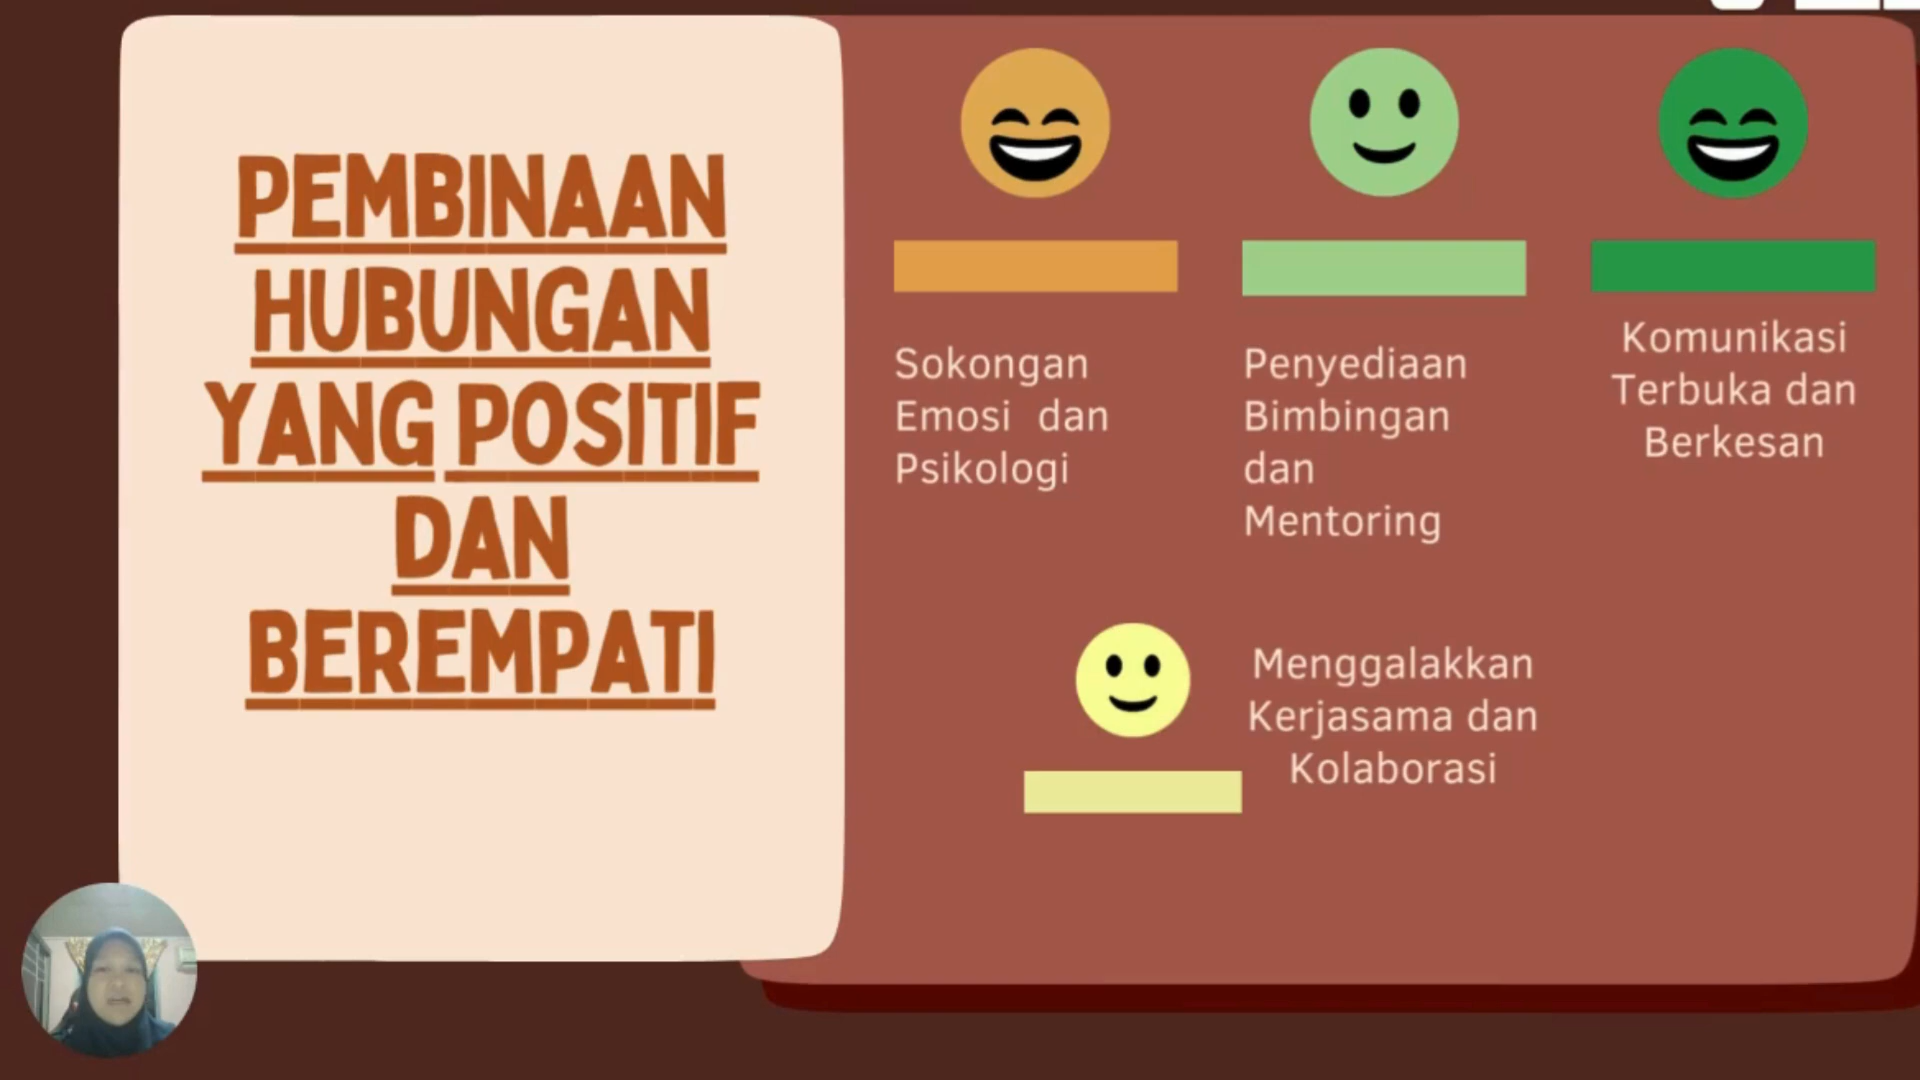 PEMBINAAN
HUBUNGAN
YANG POSITIF
DAN
BEREMPATI
Sokongan
Emosi dan
Psikologi
Penyediaan
Bimbingan
dan
Mentoring
Komunikasi
Terbuka dan
Berkesan
Menggalakkan
Kerjasama dan
Kolaborasi